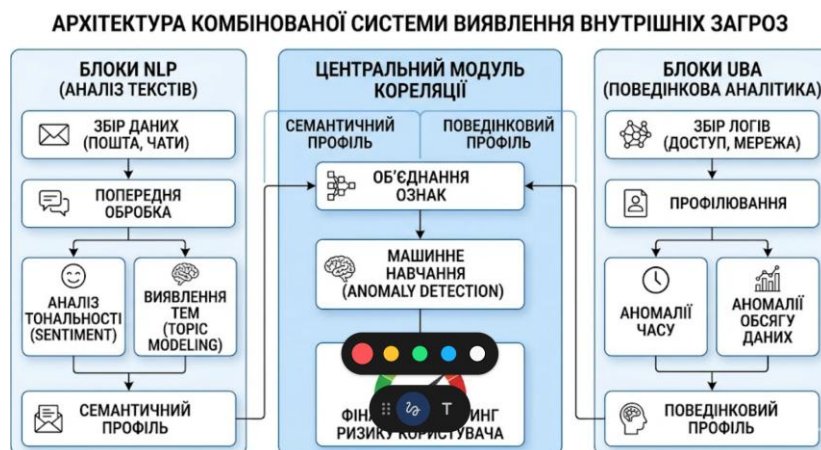 АРХІТЕКТУРА КОМБІНОВАНОЇ СИСТЕМИ ВИЯВЛЕННЯ ВНУТРІШНІХ ЗАГРОЗ
БЛОКИ NLP
(АНАЛІЗ ТЕКСТІВ)
ЗБІР ДАНИХ
(ПОШТА, ЧАТИ)
ПОПЕРЕДНЯ
ОБРОБКА
АНАЛІЗ
ТОНАЛЬНОСТІ
(SENTIMENT)
ВИЯВЛЕННЯ
ТЕМ
(TOPIC
MODELING)
СЕМАНТИЧНИЙ
ПРОФІЛЬ
ЦЕНТРАЛЬНИЙ МОДУЛЬ
КОРЕЛЯЦІЇ
СЕМАНТИЧНИЙ
ПРОФІЛЬ
ПОВЕДІНКОВИЙ
ПРОФІЛЬ
ОБ'ЄДНАННЯ
ОЗНАК
МАШИННЕ
НАВЧАННЯ
(ANOMALY DETECTION)
T
РИЗИКУ КОРИСТУВАЧА
БЛОКИ UBA
(ПОВЕДІНКОВА АНАЛІТИКА)
ЗБІР ЛОГІВ
(ДОСТУП, МЕРЕЖА)
ПРОФІЛЮВАННЯ
АНОМАЛІЇ
ЧАСУ
АНОМАЛІЇ
ОБСЯГУ
ДАНИХ
ПОВЕДІНКОВИЙ
ПРОФІЛЬ